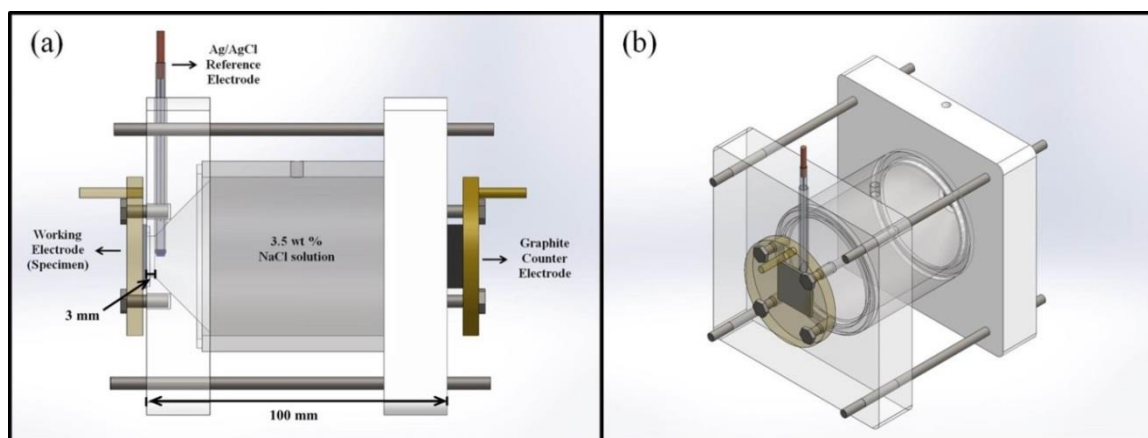 (a)
Ag/AgCl
Reference
Electrode
Working
Electrode
(Specimen)
3.5 wt %
NaCl solution
Graphite
Counter
Electrode
3 mm
100 mm
(b)